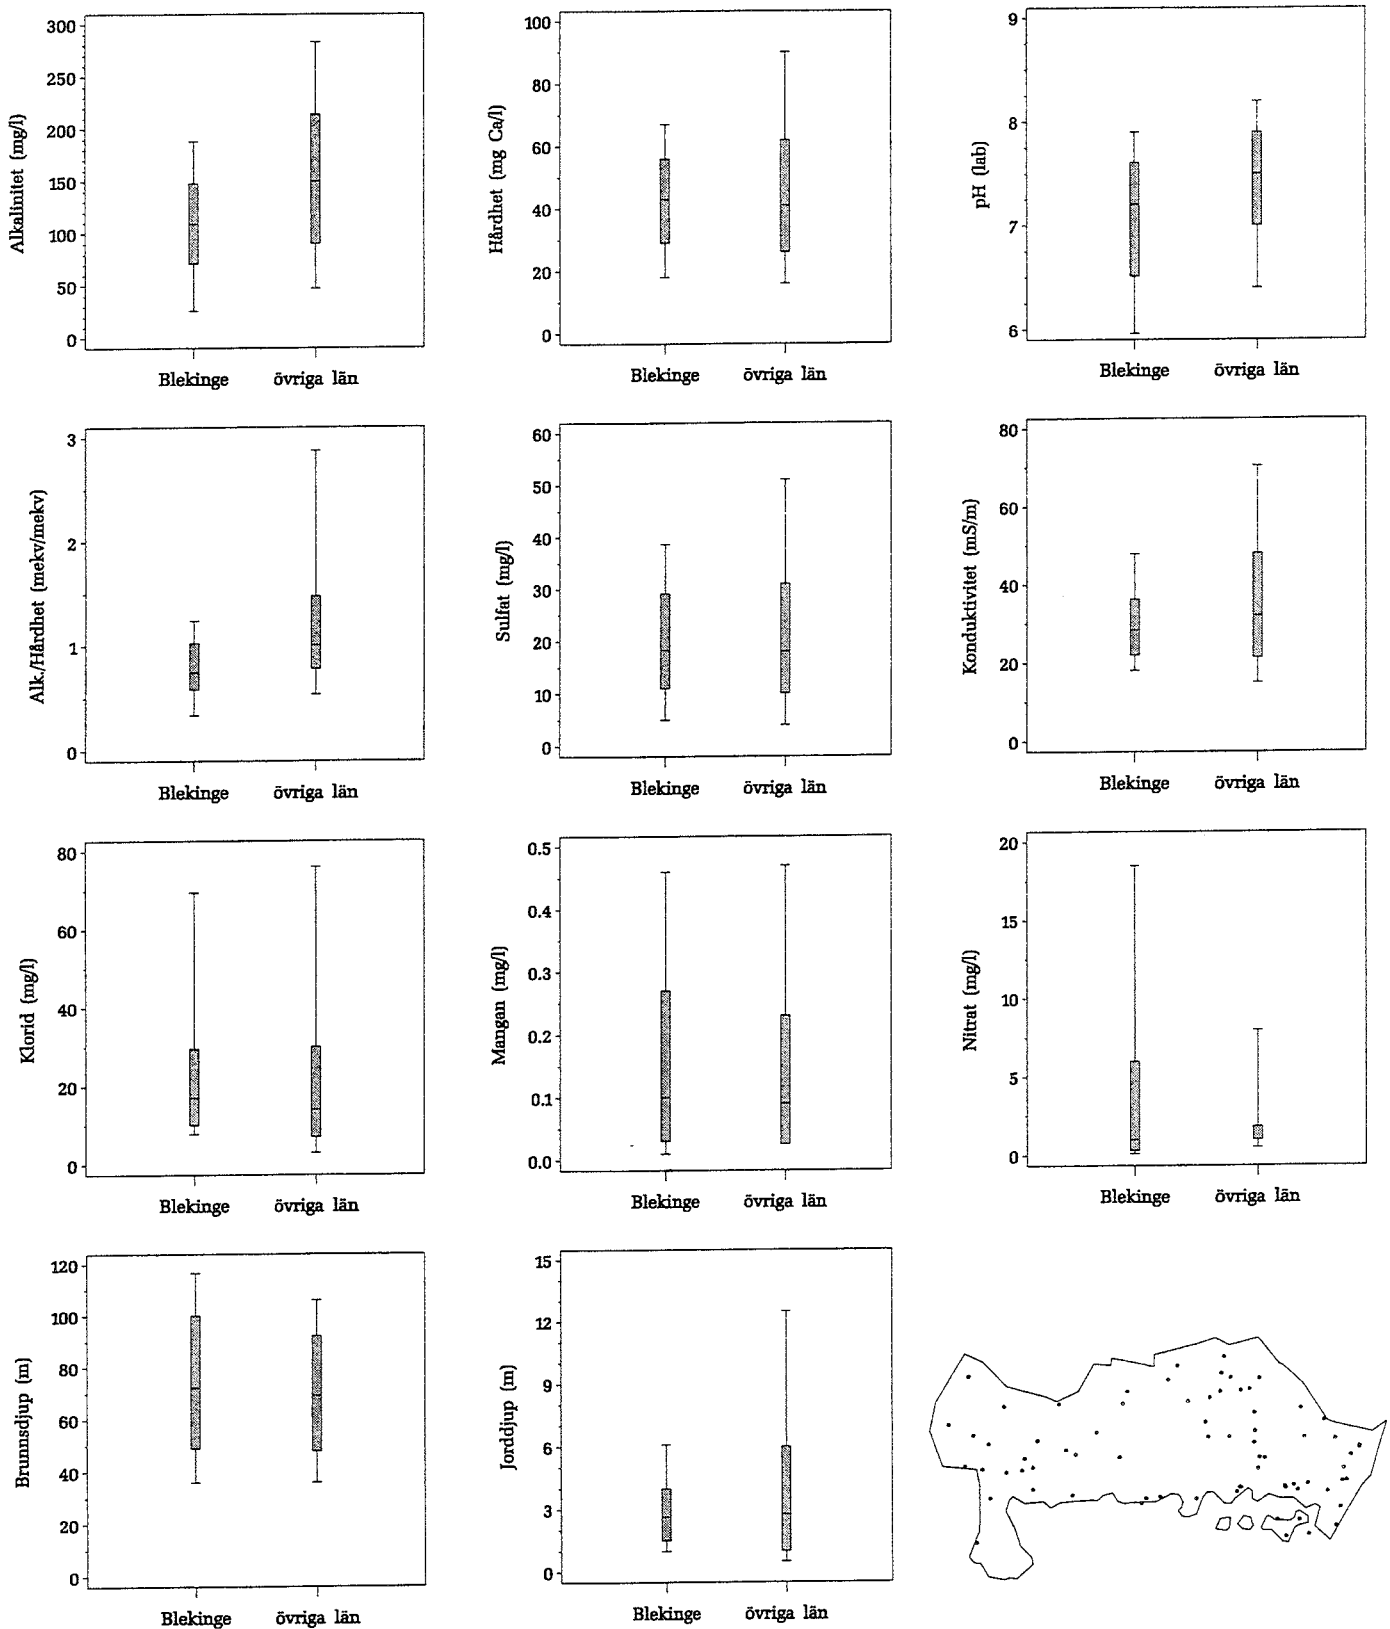 Alkalinitet (mg/l)
300
250
200
150
100
50
0
Blekinge övriga län
Hårdhet (mg Ca/l)
100
80
60
40
20
0
Blekinge övriga län
pH (lab)
9
8
7
6
Blekinge övriga län
Alk./Hårdhet (mekv/mekv)
3
2
1
0
Blekinge övriga län
Sulfat (mg/l)
60
50
40
30
20
10
0
Blekinge övriga län
Konduktivitet (mS/m)
80
60
40
20
0
Blekinge övriga län
Klorid (mg/l)
80
60
40
20
0
Blekinge övriga län
Mangan (mg/l)
0.5
0.4
0.3
0.2
0.1
0.0
Blekinge övriga län
Nitrat (mg/l)
20
15
10
5
0
Blekinge övriga län
Brunnsdjup (m)
120
100
80
60
40
20
0
Blekinge övriga län
Jorddjup (m)
15
12
9
6
3
0
Blekinge övriga län